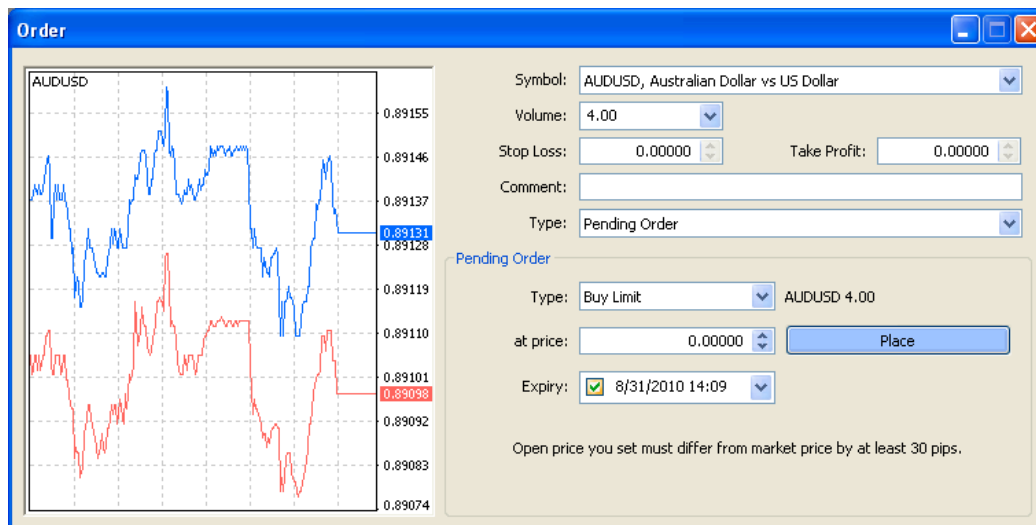 Order
AUDUSD
0.89155
0.89146
0.89137
0.89131
0.89128
0.89119
0.89110
0.89101
0.89098
0.89092
0.89083
0.89074
Symbol: AUDUSD, Australian Dollar vs US Dollar
Volume: 4.00
Stop Loss: 0.00000 Take Profit: 0.00000
Comment:
Type: Pending Order
Pending Order
Type: Buy Limit AUDUSD 4.00
at price: 0.00000 Place
Expiry: 8/31/2010 14:09
Open price you set must differ from market price by at least 30 pips.